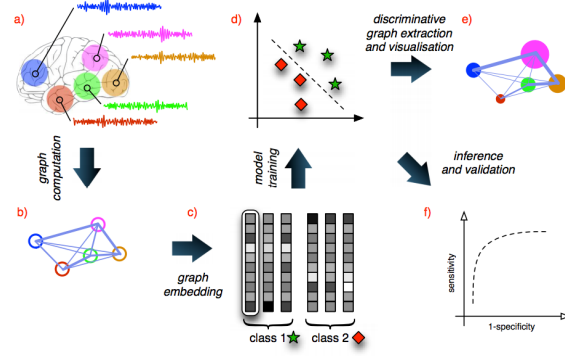 a)
d)
discriminative
graph extraction
and visualisation
e)
graph
computation
model
training
inference
and validation
b)
c)
graph
embedding
class 1
class 2
f)
sensitivity
1-specificity